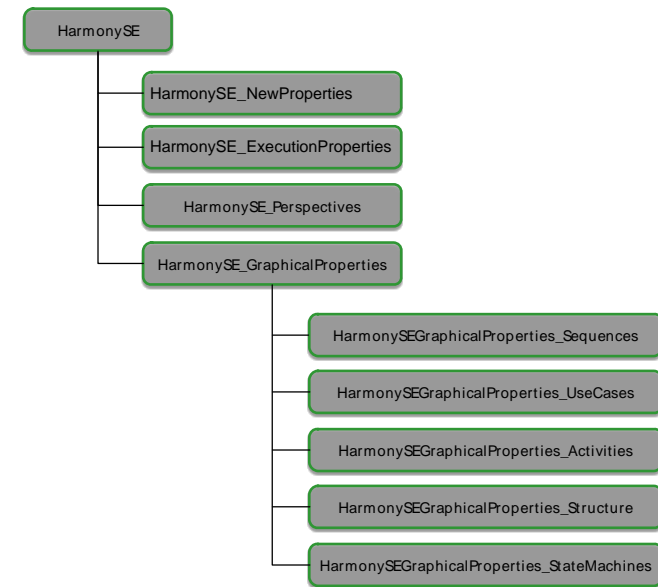 HarmonySE
HarmonySE_NewProperties
HarmonySE_ExecutionProperties
HarmonySE_Perspectives
HarmonySE_GraphicalProperties
HarmonySEGraphicalProperties_Sequences
HarmonySEGraphicalProperties_UseCases
HarmonySEGraphicalProperties_Activities
HarmonySEGraphicalProperties_Structure
HarmonySEGraphicalProperties_StateMachines